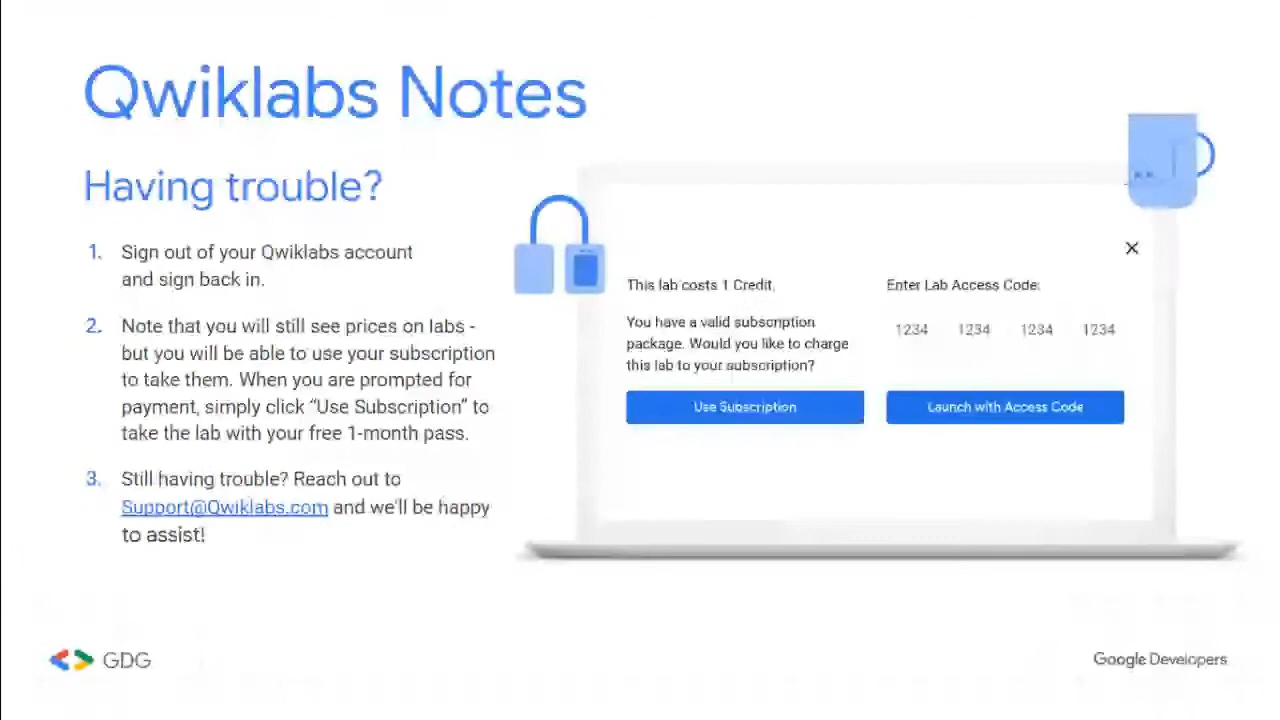 Qwiklabs Notes
Having trouble?
1. Sign out of your Qwiklabs account
and sign back in.
2. Note that you will still see prices on labs -
but you will be able to use your subscription
to take them. When you are prompted for
payment, simply click “Use Subscription” to
take the lab with your free 1-month pass.
3. Still having trouble? Reach out to
Support@Qwiklabs.com and we'll be happy
to assist!
This lab costs 1 Credit.
You have a valid subscription
package. Would you like to charge
this lab to your subscription?
Use Subscription
Enter Lab Access Code:
1234 1234 1234 1234
Launch with Access Code
GDG
Google Developers